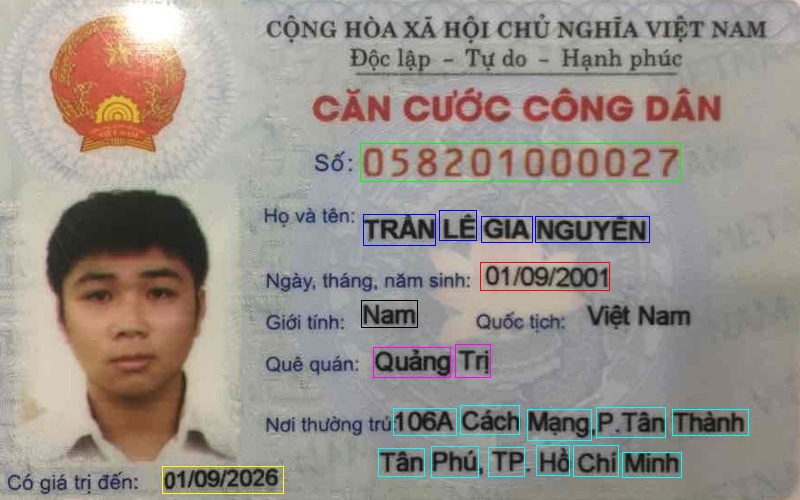 CỘNG HÒA XÃ HỘI CHỦ NGHĨA VIỆT NAM
Độc lập - Tự do - Hạnh phúc
CĂN CƯỚC CÔNG DÂN
Số: 058201000027
Họ và tên: TRẦN LÊ GIA NGUYÊN
Ngày, tháng, năm sinh: 01/09/2001
Giới tính: Nam Quốc tịch: Việt Nam
Quê quán: Quảng Trị
Nơi thường trú: 106A Cách Mạng, P.Tân Thành
Tân Phú, TP. Hồ Chí Minh
Có giá trị đến: 01/09/2026